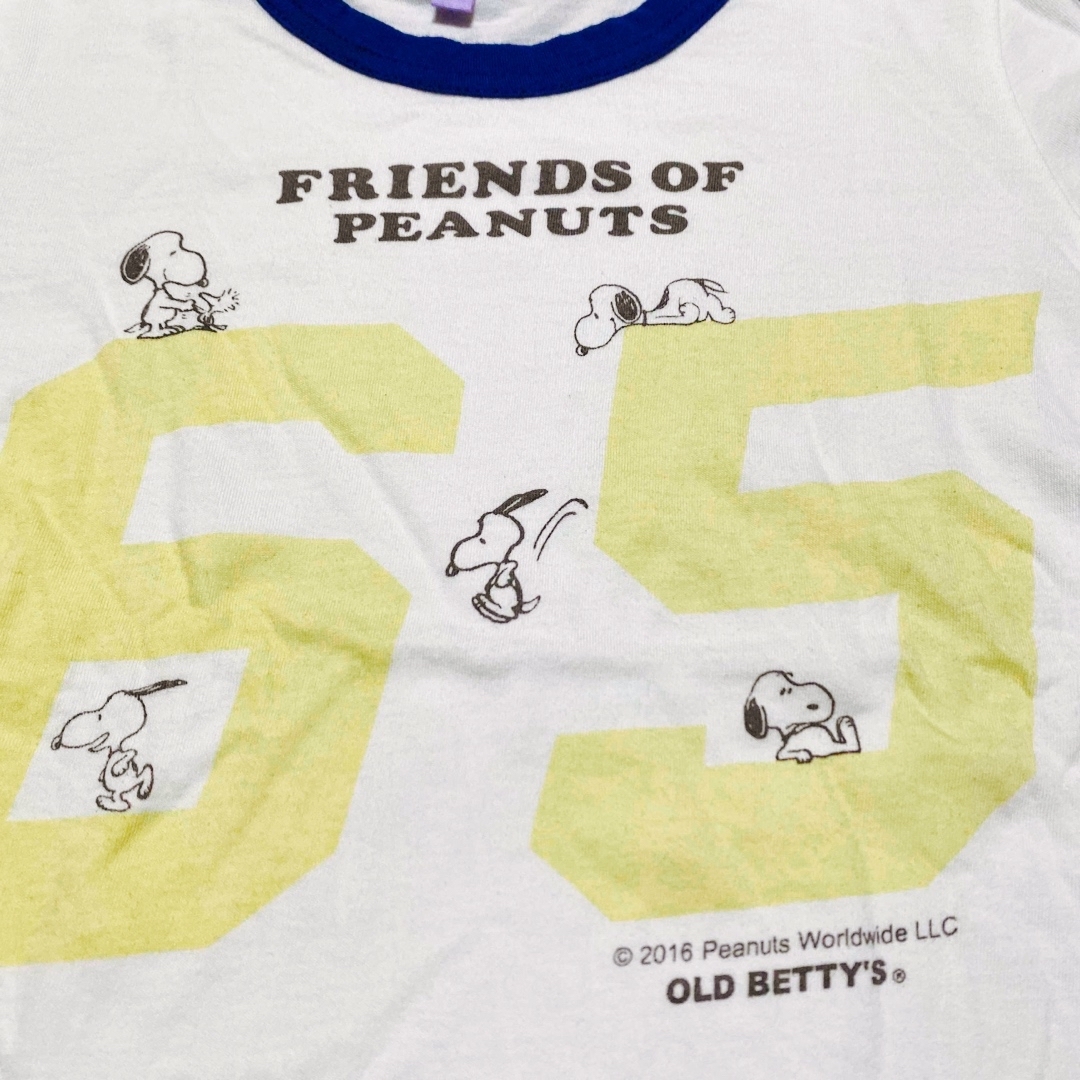 FRIENDS OF
PEANUTS
65
© 2016 Peanuts Worldwide LLC
OLD BETTY'S®